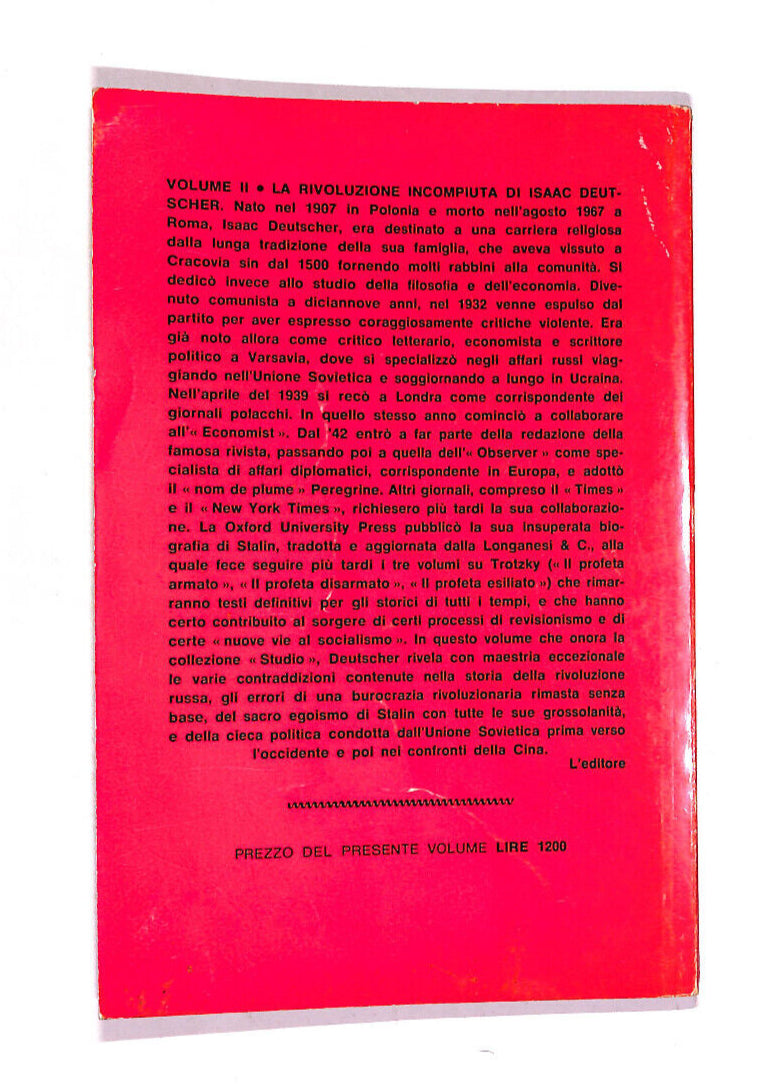 VOLUME II • LA RIVOLUZIONE INCOMPIUTA DI ISAAC DEUT-
SCHER. Nato nel 1907 in Polonia e morto nell'agosto 1967 a
Roma, Isaac Deutscher, era destinato a una carriera religiosa
dalla lunga tradizione della sua famiglia, che aveva vissuto a
Cracovia sin dal 1500 fornendo molti rabbini alla comunità. Si
dedicò invece allo studio della filosofia e dell'economia. Dive-
nuto comunista a diciannove anni, nel 1932 venne espulso dal
partito per aver espresso coraggiosamente critiche violente. Era
già noto allora come critico letterario, economista e scrittore
politico a Varsavia, dove si specializzò negli affari russi viag-
giando nell'Unione Sovietica e soggiornando a lungo in Ucraina.
Nell'aprile del 1939 si recò a Londra come corrispondente dei
giornali polacchi. In quello stesso anno cominciò a collaborare
all'« Economist ». Dal '42 entrò a far parte della redazione della
famosa rivista, passando poi a quella dell'« Observer » come spe-
cialista di affari diplomatici, corrispondente in Europa, e adottò
il « nom de plume » Peregrine. Altri giornali, compreso il « Times »
e il « New York Times », richiesero più tardi la sua collaborazio-
ne. La Oxford University Press pubblicò la sua insuperata bio-
grafia di Stalin, tradotta e aggiornata dalla Longanesi & C., alla
quale fece seguire più tardi i tre volumi su Trotzky (« Il profeta
armato », « Il profeta disarmato », « Il profeta esiliato ») che rimar-
ranno testi definitivi per gli storici di tutti i tempi, e che hanno
certo contribuito al sorgere di certi processi di revisionismo e di
certe « nuove vie al socialismo ». In questo volume che onora la
collezione « Studio », Deutscher rivela con maestria eccezionale
le varie contraddizioni contenute nella storia della rivoluzione
russa, gli errori di una burocrazia rivoluzionaria rimasta senza
base, del sacro egoismo di Stalin con tutte le sue grossolanità,
e della cieca politica condotta dall'Unione Sovietica prima verso
l'occidente e poi nei confronti della Cina.
L'editore
PREZZO DEL PRESENTE VOLUME LIRE 1200